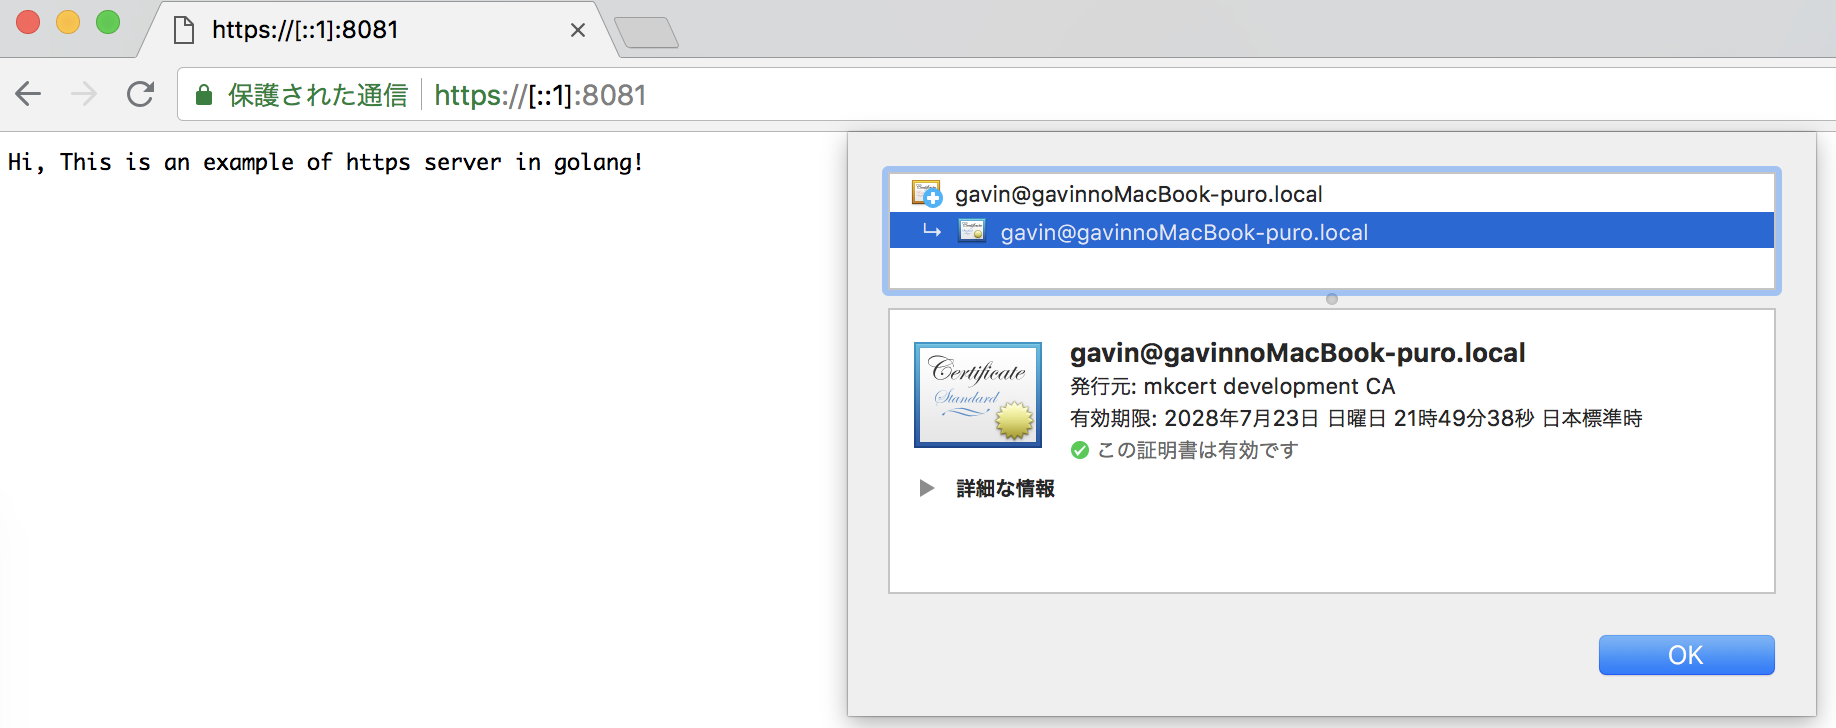 https://[::1]:8081
保護された通信 https://[::1]:8081
Hi, This is an example of https server in golang!
gavin@gavinnoMacBook-puro.local
gavin@gavinnoMacBook-puro.local
Certificate
Standard
gavin@gavinnoMacBook-puro.local
発行元: mkcert development CA
有効期限: 2028年7月23日 日曜日 21時49分38秒 日本標準時
この証明書は有効です
詳細な情報
OK